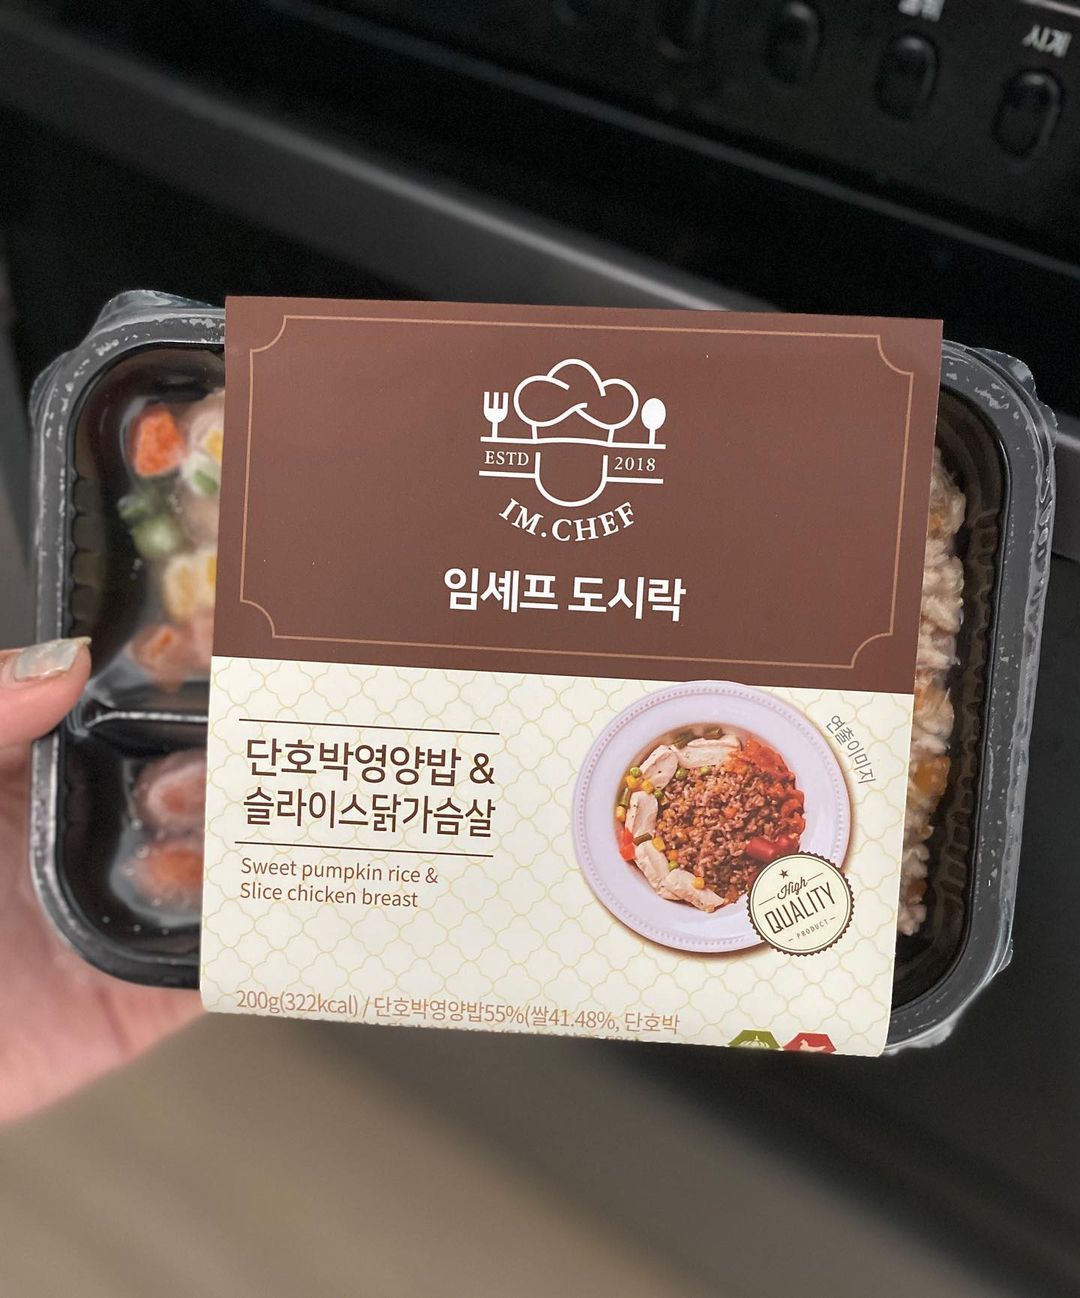 ESTD 2018
IM.CHEF
임셰프 도시락
단호박영양밥 &
슬라이스닭가슴살
Sweet pumpkin rice &
Slice chicken breast
연출이미지
High
QUALITY
PRODUCT
200g(322kcal) / 단호박영양밥55%(쌀41.48%, 단호박